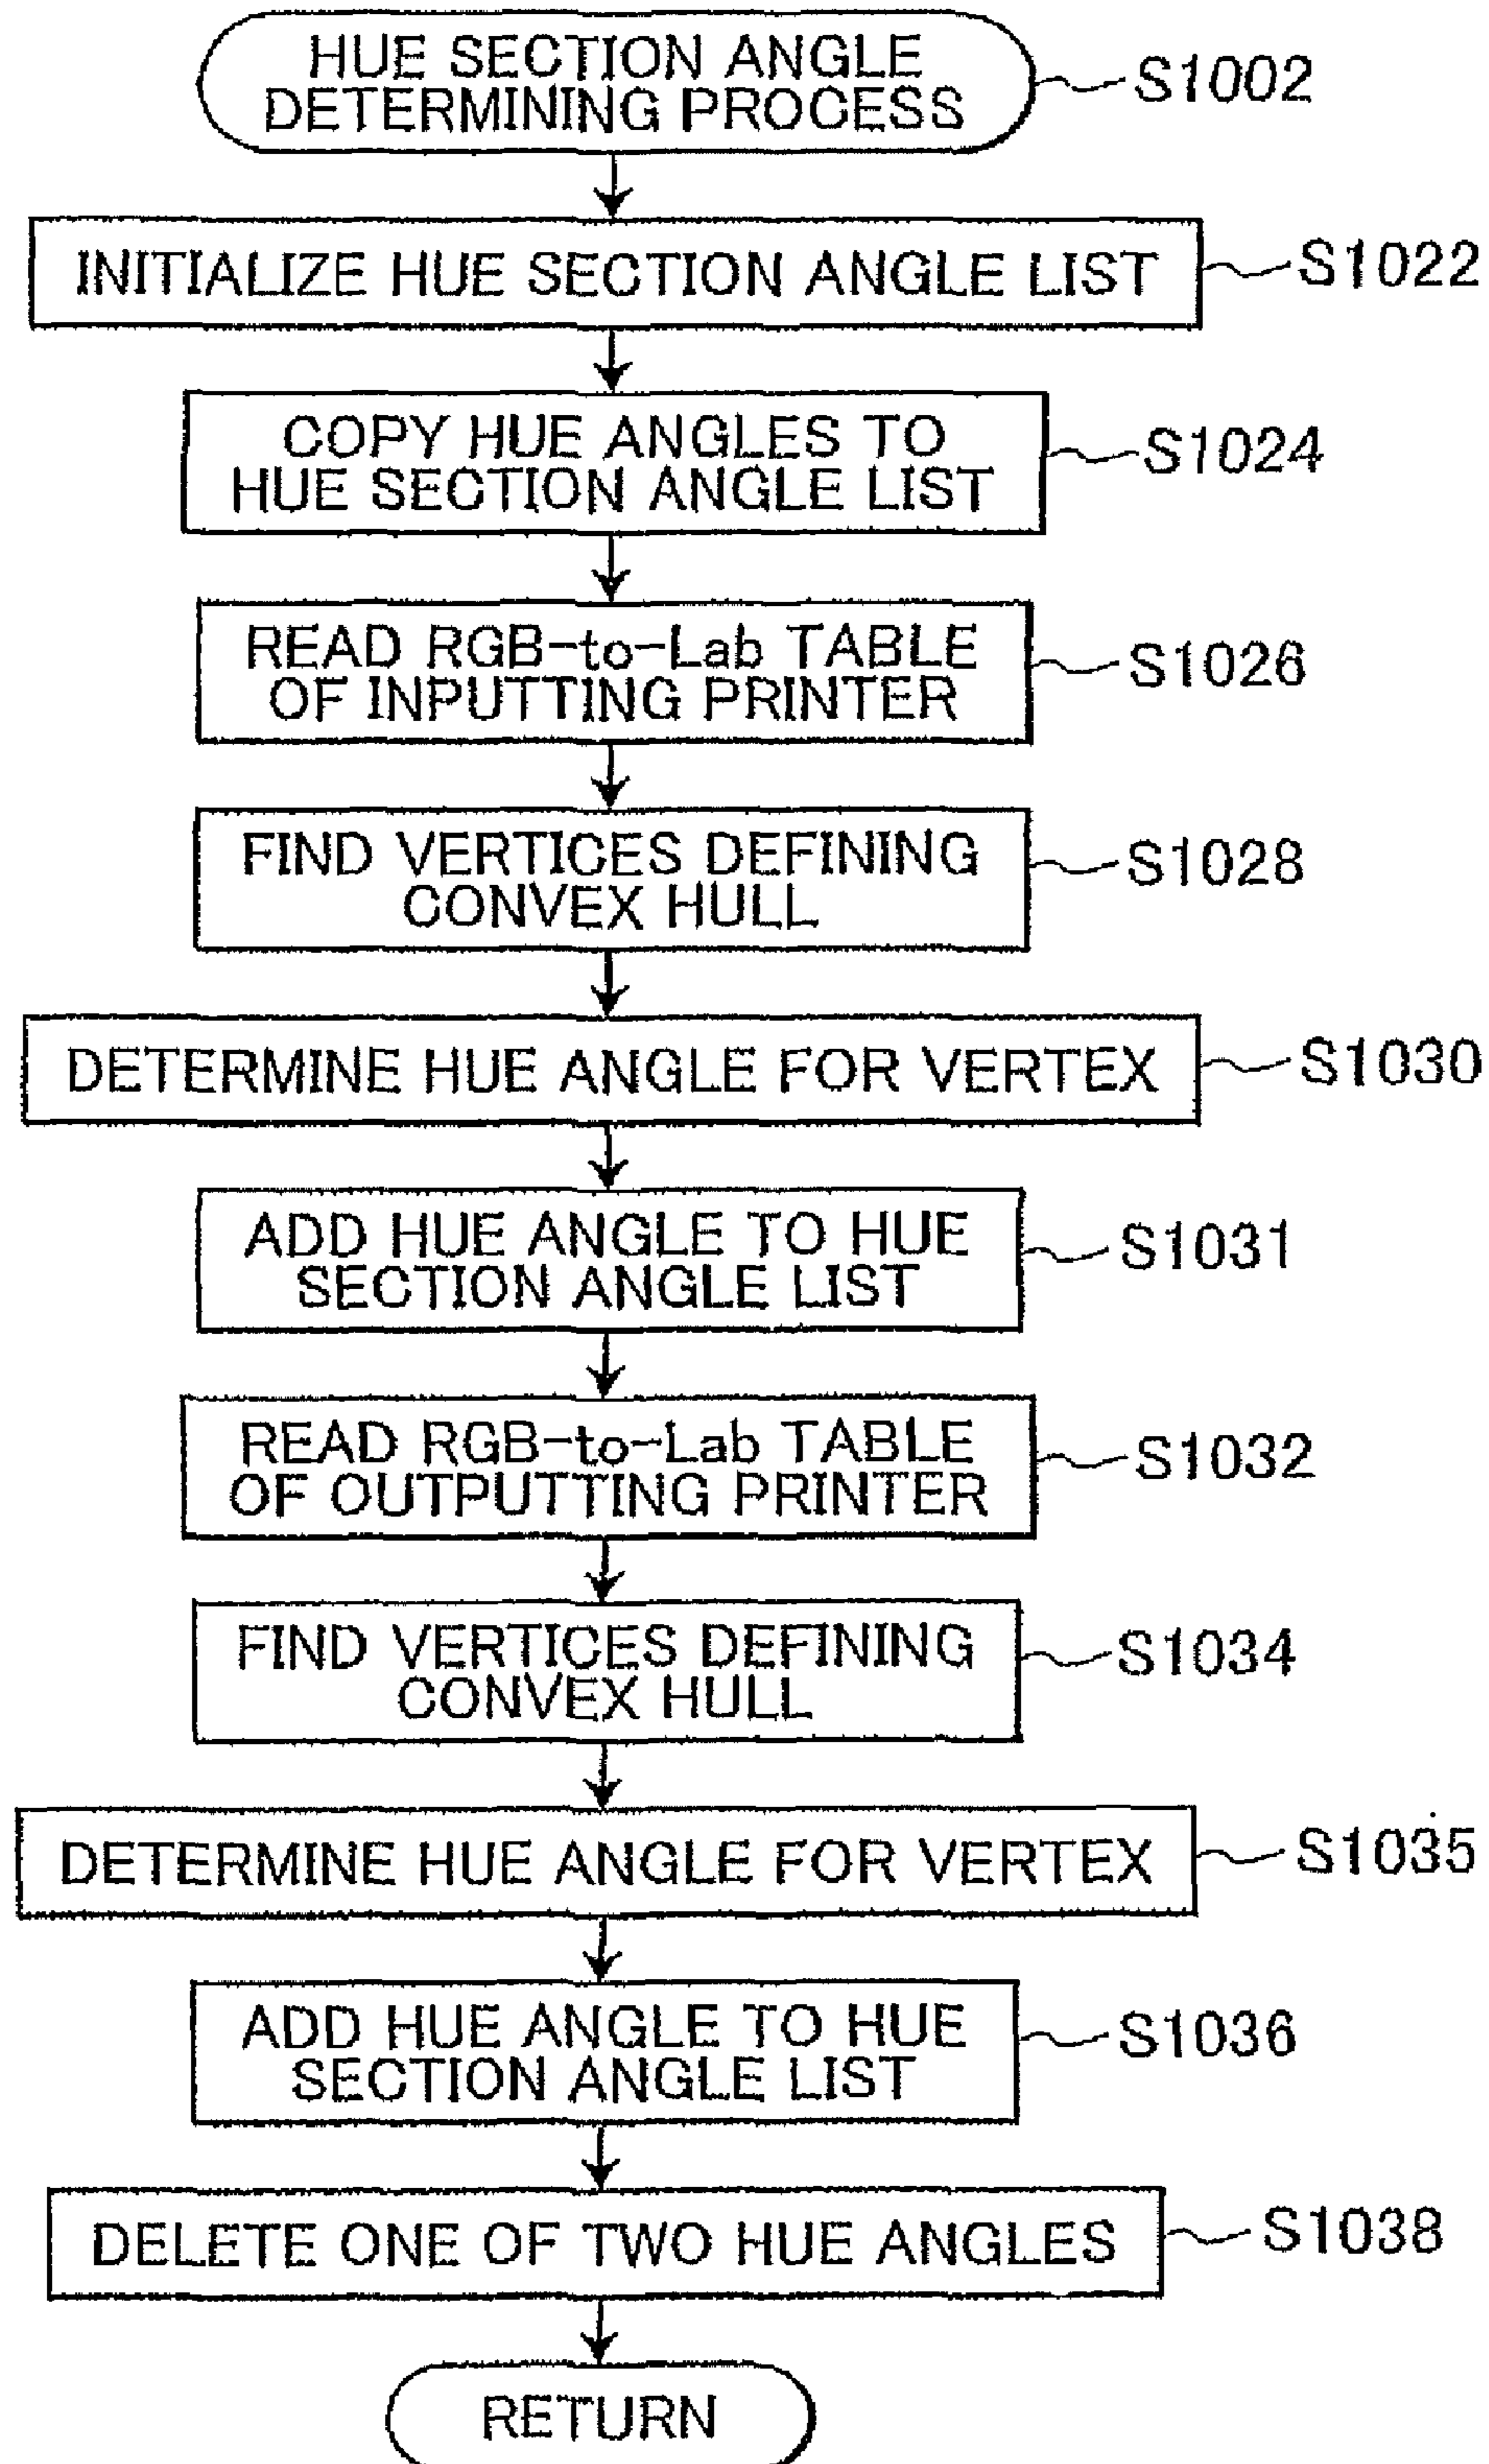 HUE SECTION ANGLE
DETERMINING PROCESS
S1002
INITIALIZE HUE SECTION ANGLE LIST
S1022
COPY HUE ANGLES TO
HUE SECTION ANGLE LIST
S1024
READ RGB-to-Lab TABLE
OF INPUTTING PRINTER
S1026
FIND VERTICES DEFINING
CONVEX HULL
S1028
DETERMINE HUE ANGLE FOR VERTEX
S1030
ADD HUE ANGLE TO HUE
SECTION ANGLE LIST
S1031
READ RGB-to-Lab TABLE
OF OUTPUTTING PRINTER
S1032
FIND VERTICES DEFINING
CONVEX HULL
S1034
DETERMINE HUE ANGLE FOR VERTEX
S1035
ADD HUE ANGLE TO HUE
SECTION ANGLE LIST
S1036
DELETE ONE OF TWO HUE ANGLES
S1038
RETURN